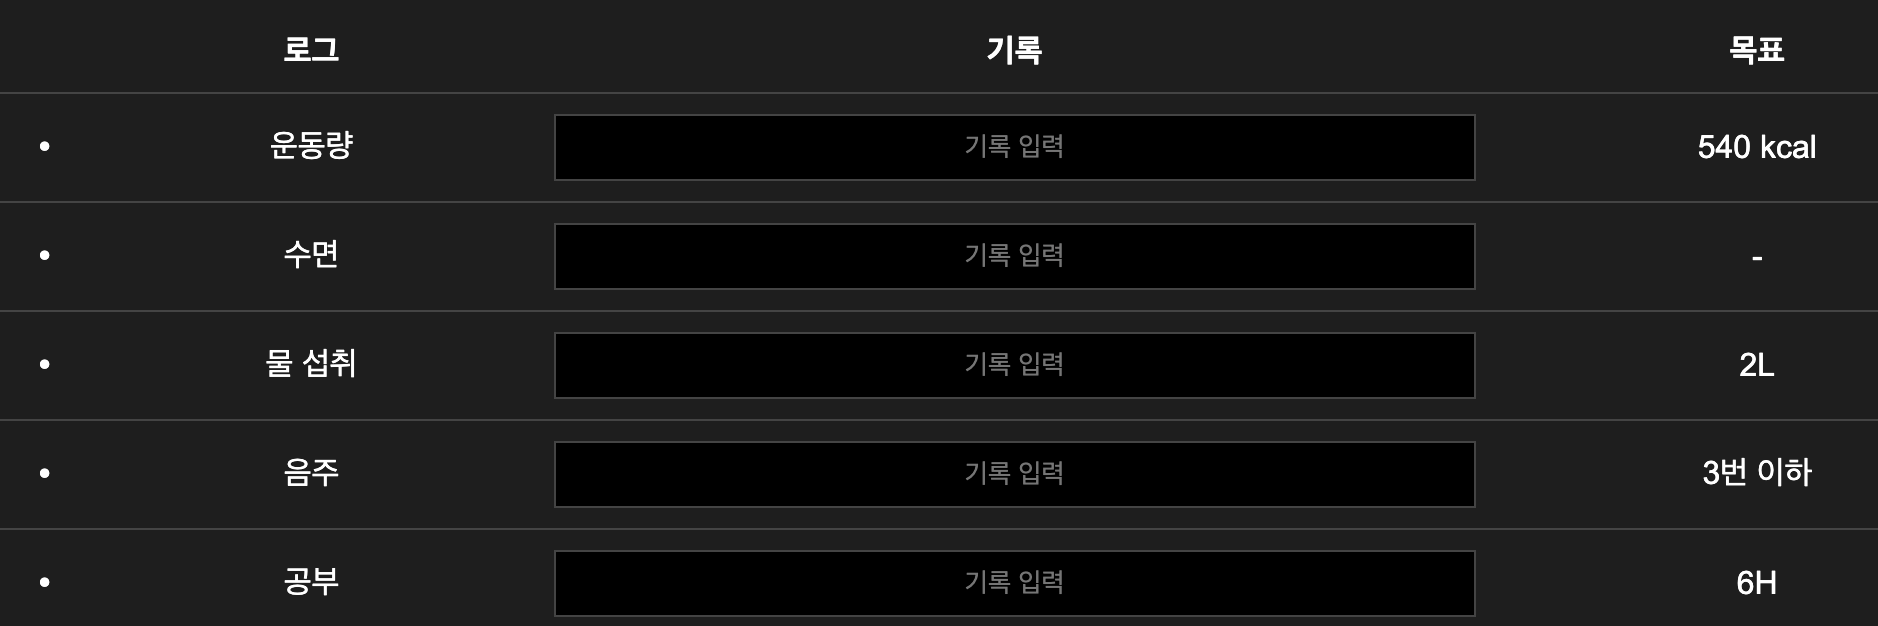 로그 기록 목표
• 운동량 기록 입력 540 kcal
• 수면 기록 입력 -
• 물 섭취 기록 입력 2L
• 음주 기록 입력 3번 이하
• 공부 기록 입력 6H